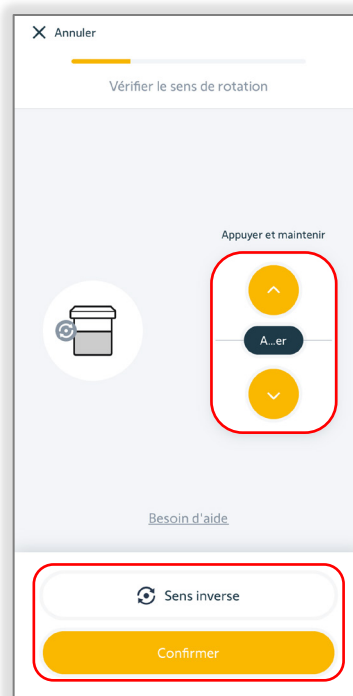 Annuler
Vérifier le sens de rotation
Appuyer et maintenir
A...er
Besoin d'aide
Sens inverse
Confirmer